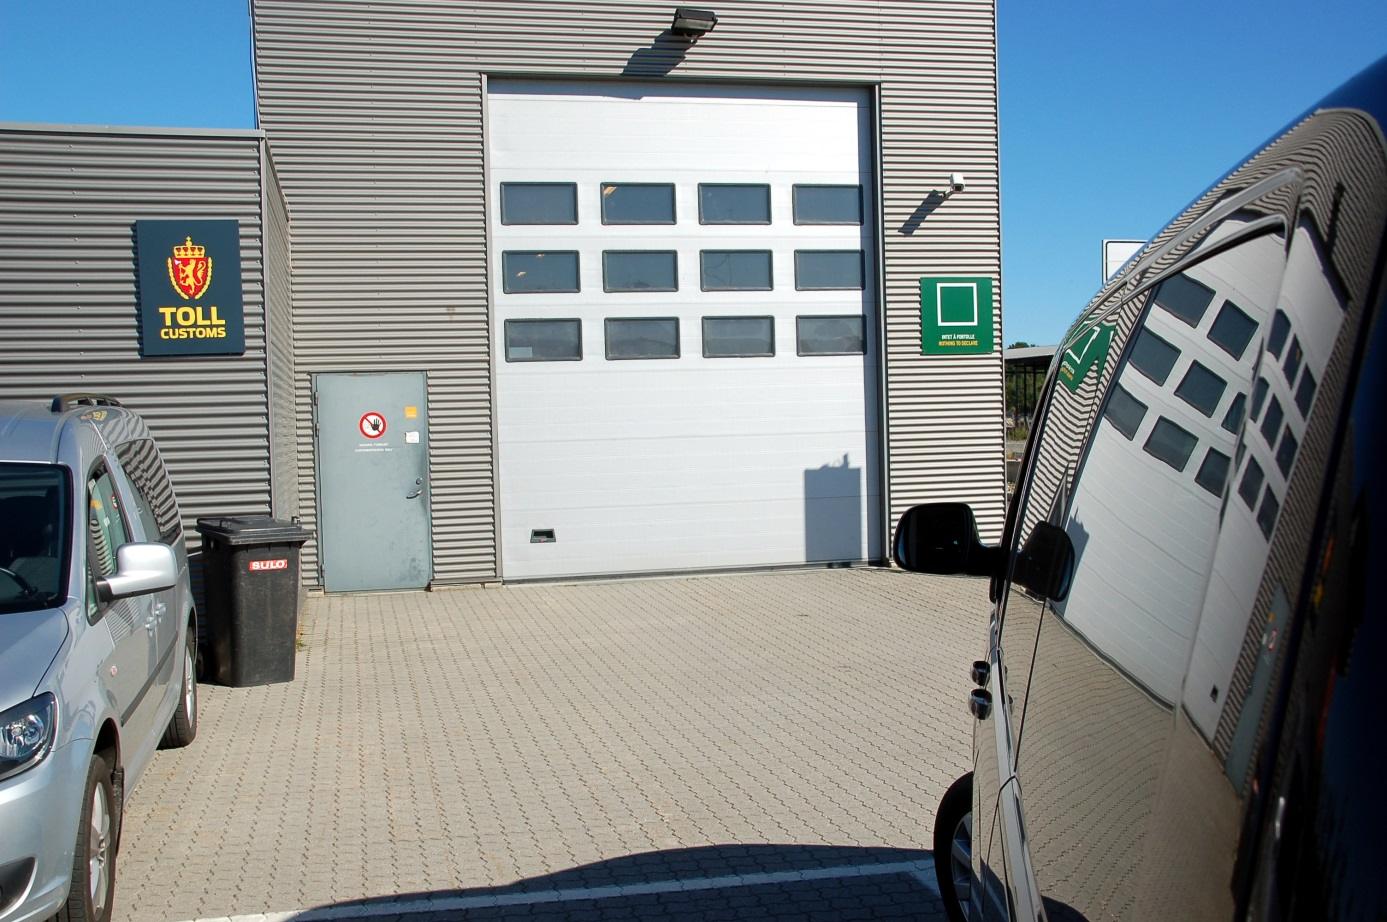 TOLL
CUSTOMS
SULO
INTET Å FORTOLLE
NOTHING TO DECLARE